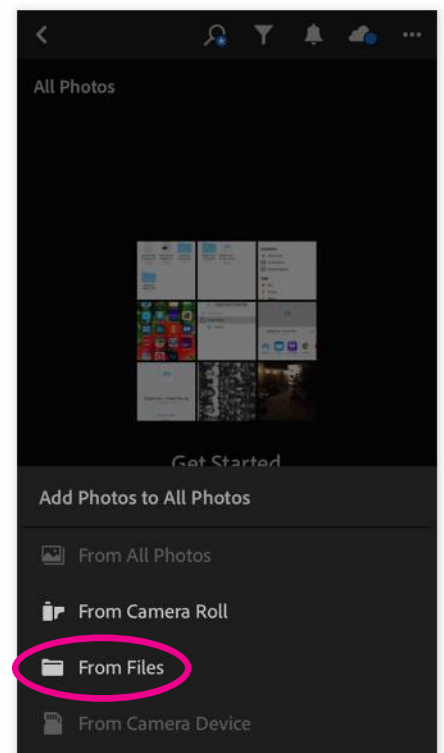 All Photos
Get Started
Add Photos to All Photos
From All Photos
From Camera Roll
From Files
From Camera Device